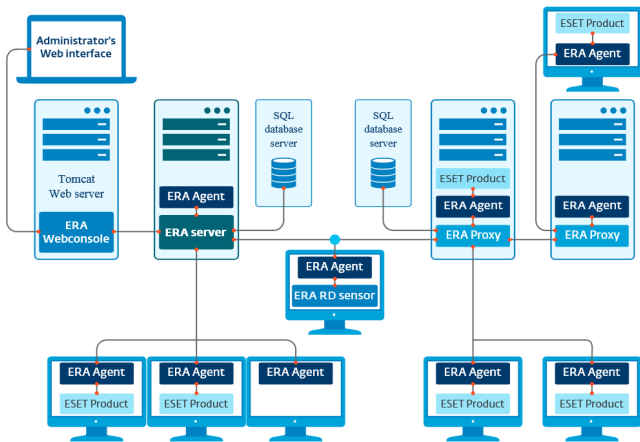 Administrator's
Web interface
ESET Product
ERA Agent
Tomcat
Web server
ERA
Webconsole
ERA Agent
ERA server
SQL
database
server
SQL
database
server
ESET Product
ERA Agent
ERA Proxy
ERA Agent
ERA Proxy
ERA Agent
ERA RD sensor
ERA Agent
ESET Product
ERA Agent
ESET Product
ERA Agent
ERA Agent
ESET Product
ERA Agent
ESET Product